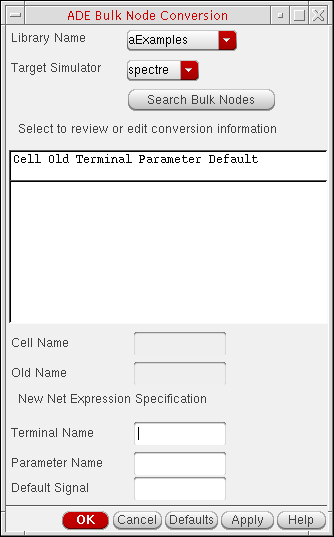 ADE Bulk Node Conversion
Library Name aExamples
Target Simulator spectre
Search Bulk Nodes
Select to review or edit conversion information
Cell Old Terminal Parameter Default
Cell Name
Old Name
New Net Expression Specification
Terminal Name
Parameter Name
Default Signal
OK Cancel Defaults Apply Help